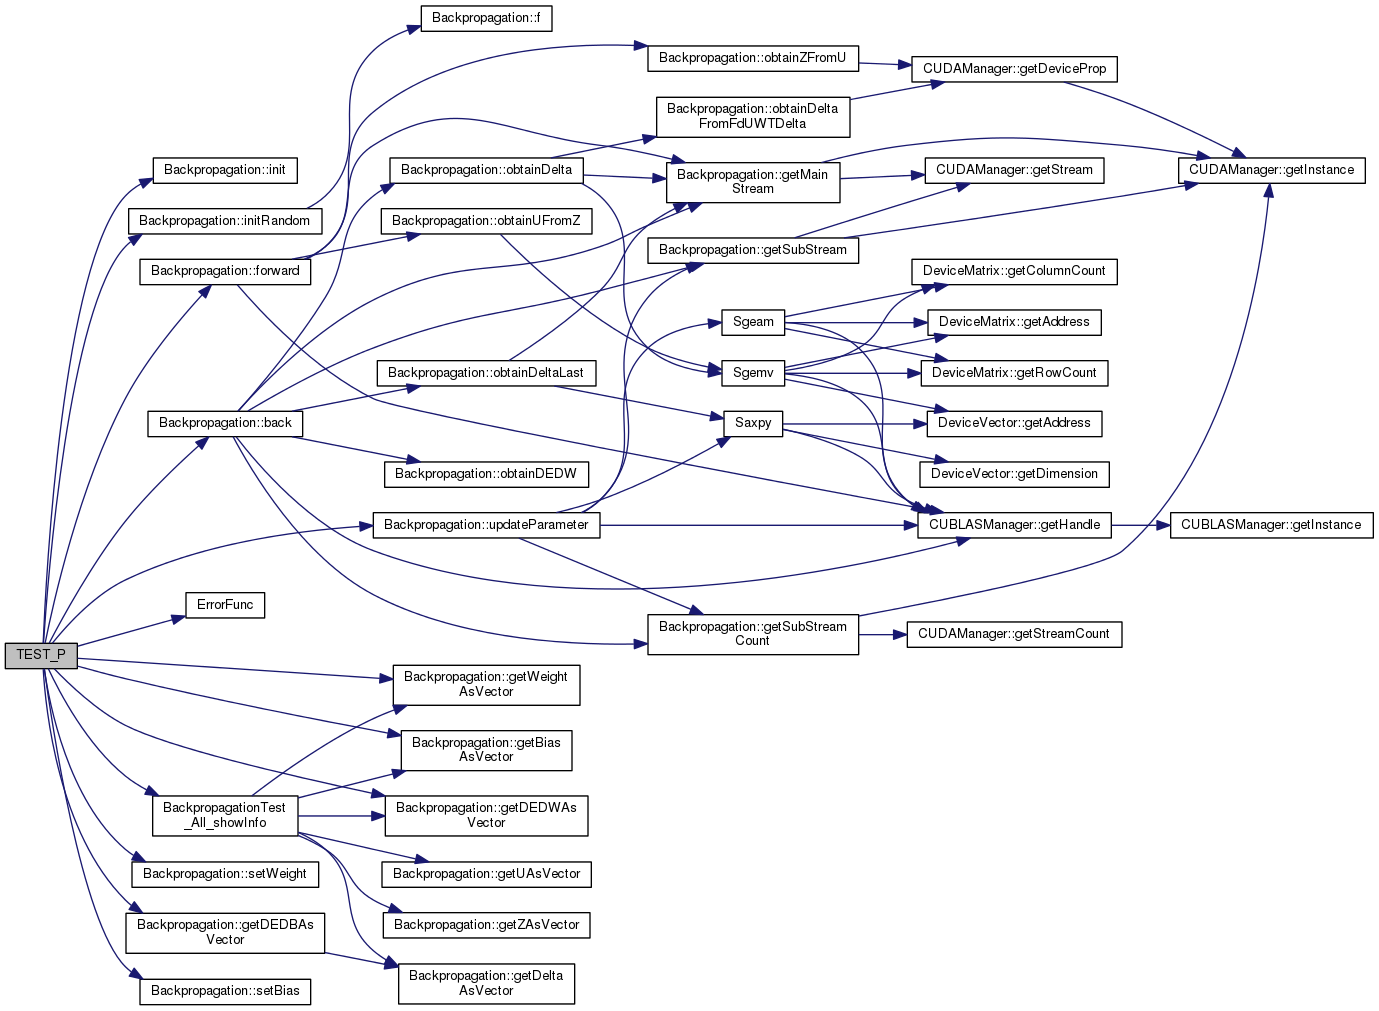 Backpropagation::f
Backpropagation::obtainZFromU
CUDAManager::getDeviceProp
Backpropagation::obtainDelta
FromFdUWTDelta
Backpropagation::init
Backpropagation::obtainDelta
Backpropagation::getMain
Stream
CUDAManager::getStream
CUDAManager::getInstance
Backpropagation::initRandom
Backpropagation::obtainUFromZ
Backpropagation::getSubStream
Backpropagation::forward
DeviceMatrix::getColumnCount
Sgeam
DeviceMatrix::getAddress
Backpropagation::obtainDeltaLast
Sgemv
DeviceMatrix::getRowCount
Backpropagation::back
Saxpy
DeviceVector::getAddress
Backpropagation::obtainDEDW
DeviceVector::getDimension
Backpropagation::updateParameter
CUBLASManager::getHandle
CUBLASManager::getInstance
ErrorFunc
Backpropagation::getSubStream
Count
CUDAManager::getStreamCount
TEST_P
Backpropagation::getWeight
AsVector
Backpropagation::getBias
AsVector
BackpropagationTest
_All_showInfo
Backpropagation::getDEDWAs
Vector
Backpropagation::setWeight
Backpropagation::getUAsVector
Backpropagation::getDEDBAs
Vector
Backpropagation::getZAsVector
Backpropagation::getDelta
AsVector
Backpropagation::setBias